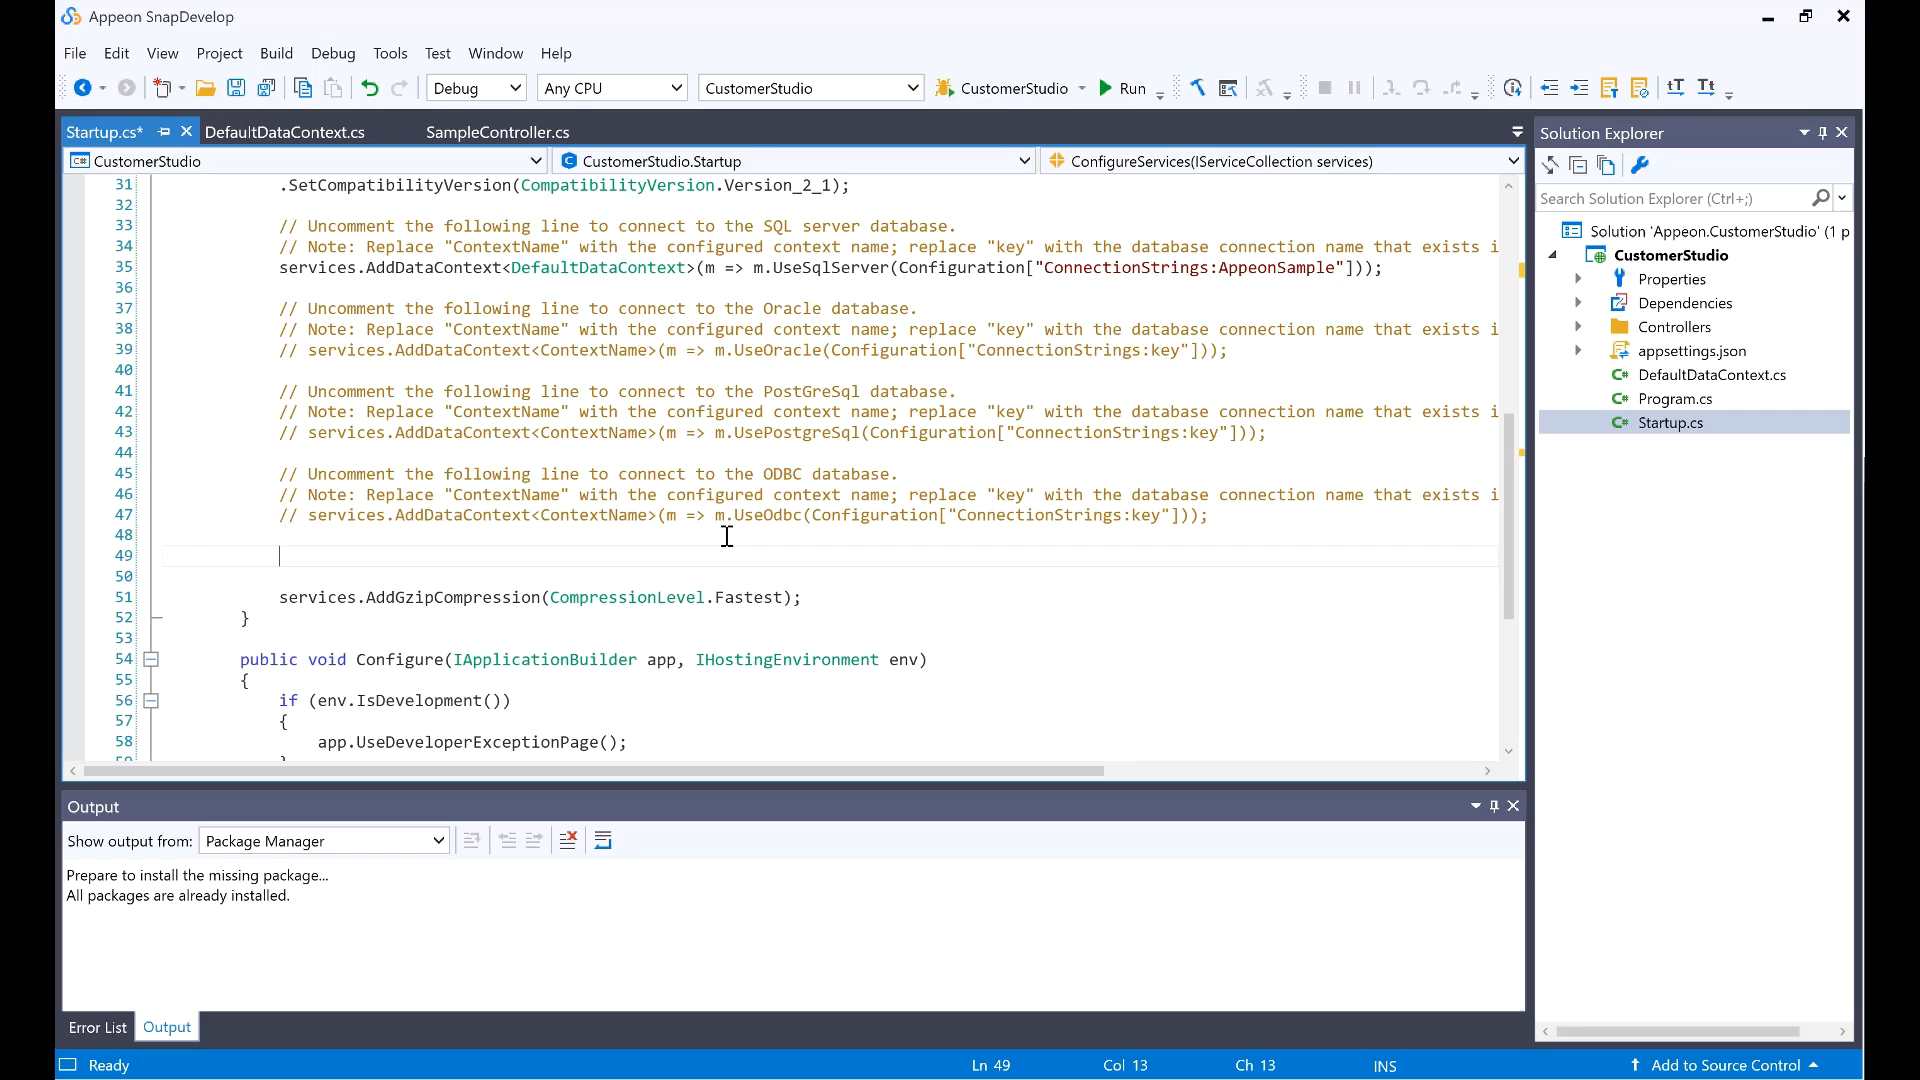 Appeon SnapDevelop
File Edit View Project Build Debug Tools Test Window Help
Debug Any CPU CustomerStudio CustomerStudio Run
Startup.cs* DefaultDataContext.cs SampleController.cs
CustomerStudio CustomerStudio.Startup ConfigureServices(IServiceCollection services)
31 .SetCompatibilityVersion(CompatibilityVersion.Version_2_1);
32
33 // Uncomment the following line to connect to the SQL server database.
34 // Note: Replace "ContextName" with the configured context name; replace "key" with the database connection name that exists i
35 services.AddDataContext<DefaultDataContext>(m => m.UseSqlServer(Configuration["ConnectionStrings:AppeonSample"]));
36
37 // Uncomment the following line to connect to the Oracle database.
38 // Note: Replace "ContextName" with the configured context name; replace "key" with the database connection name that exists i
39 // services.AddDataContext<ContextName>(m => m.UseOracle(Configuration["ConnectionStrings:key"]));
40
41 // Uncomment the following line to connect to the PostGreSql database.
42 // Note: Replace "ContextName" with the configured context name; replace "key" with the database connection name that exists i
43 // services.AddDataContext<ContextName>(m => m.UsePostgreSql(Configuration["ConnectionStrings:key"]));
44
45 // Uncomment the following line to connect to the ODBC database.
46 // Note: Replace "ContextName" with the configured context name; replace "key" with the database connection name that exists i
47 // services.AddDataContext<ContextName>(m => m.UseOdbc(Configuration["ConnectionStrings:key"]));
48
49
50
51 services.AddGzipCompression(CompressionLevel.Fastest);
52 }
53
54 public void Configure(IApplicationBuilder app, IHostingEnvironment env)
55 {
56 if (env.IsDevelopment())
57 {
58 app.UseDeveloperExceptionPage();
59 }
Output
Show output from: Package Manager
Prepare to install the missing package...
All packages are already installed.
Error List Output
Ready Ln 49 Col 13 Ch 13 INS Add to Source Control
Solution Explorer
Search Solution Explorer (Ctrl+;)
Solution 'Appeon.CustomerStudio' (1 p
CustomerStudio
Properties
Dependencies
Controllers
appsettings.json
DefaultDataContext.cs
Program.cs
Startup.cs